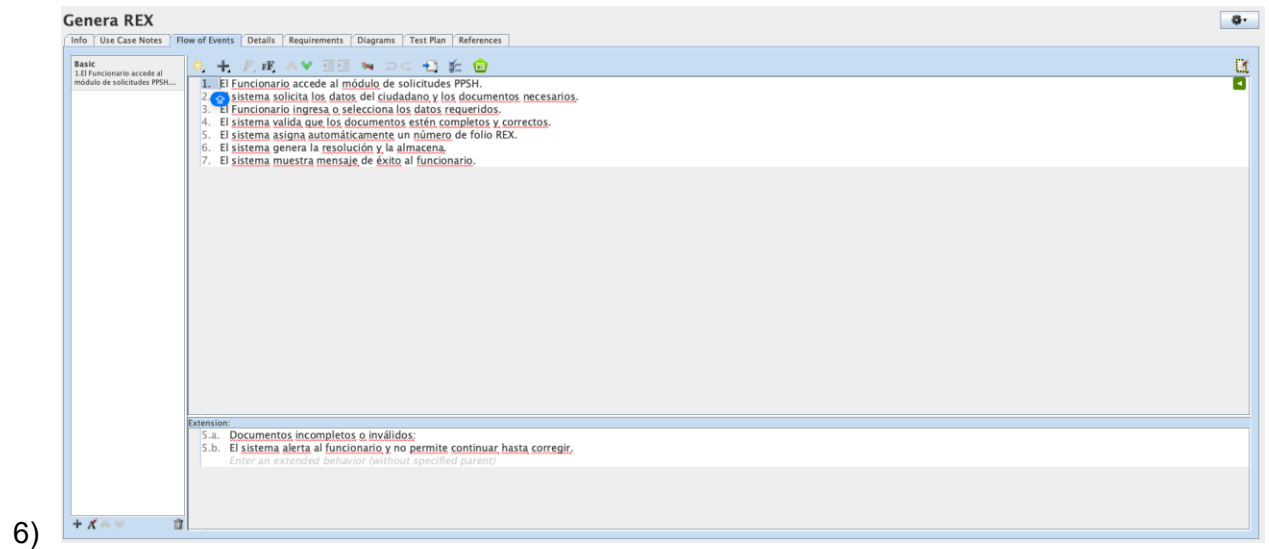 Genera REX
Info Use Case Notes Flow of Events Details Requirements Diagrams Test Plan References
Basic
1.El Funcionario accede al
módulo de solicitudes PPSH....
1. El Funcionario accede al módulo de solicitudes PPSH.
2. sistema solicita los datos del ciudadano y los documentos necesarios.
3. El Funcionario ingresa o selecciona los datos requeridos.
4. El sistema valida que los documentos estén completos y correctos.
5. El sistema asigna automáticamente un número de folio REX.
6. El sistema genera la resolución y la almacena.
7. El sistema muestra mensaje de éxito al funcionario.
Extension:
5.a. Documentos incompletos o inválidos:
5.b. El sistema alerta al funcionario y no permite continuar hasta corregir.
Enter an extended behavior (without specified parent)
6)